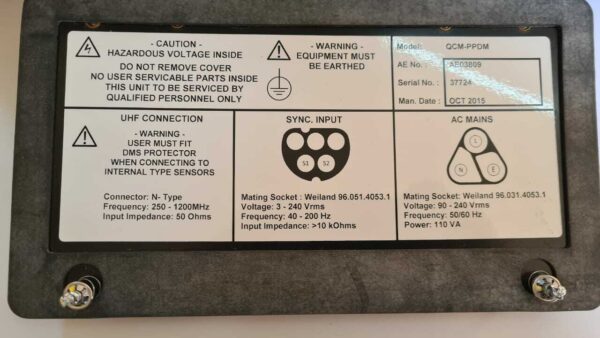 - CAUTION -
HAZARDOUS VOLTAGE INSIDE
DO NOT REMOVE COVER
NO USER SERVICABLE PARTS INSIDE
THIS UNIT TO BE SERVICED BY
QUALIFIED PERSONNEL ONLY
- WARNING -
EQUIPMENT MUST
BE EARTHED
Model: QCM-PPDM
AE No. : AE03809
Serial No. : 37724
Man. Date : OCT 2015
UHF CONNECTION
- WARNING -
USER MUST FIT
DMS PROTECTOR
WHEN CONNECTING TO
INTERNAL TYPE SENSORS
Connector: N- Type
Frequency: 250 - 1200MHz
Input Impedance: 50 Ohms
SYNC. INPUT
S1 S2
Mating Socket : Weiland 96.051.4053.1
Voltage: 3 - 240 Vrms
Frequency: 40 - 200 Hz
Input Impedance: >10 kOhms
AC MAINS
L
N E
Mating Socket: Weiland 96.031.4053.1
Voltage: 90 - 240 Vrms
Frequency: 50/60 Hz
Power: 110 VA